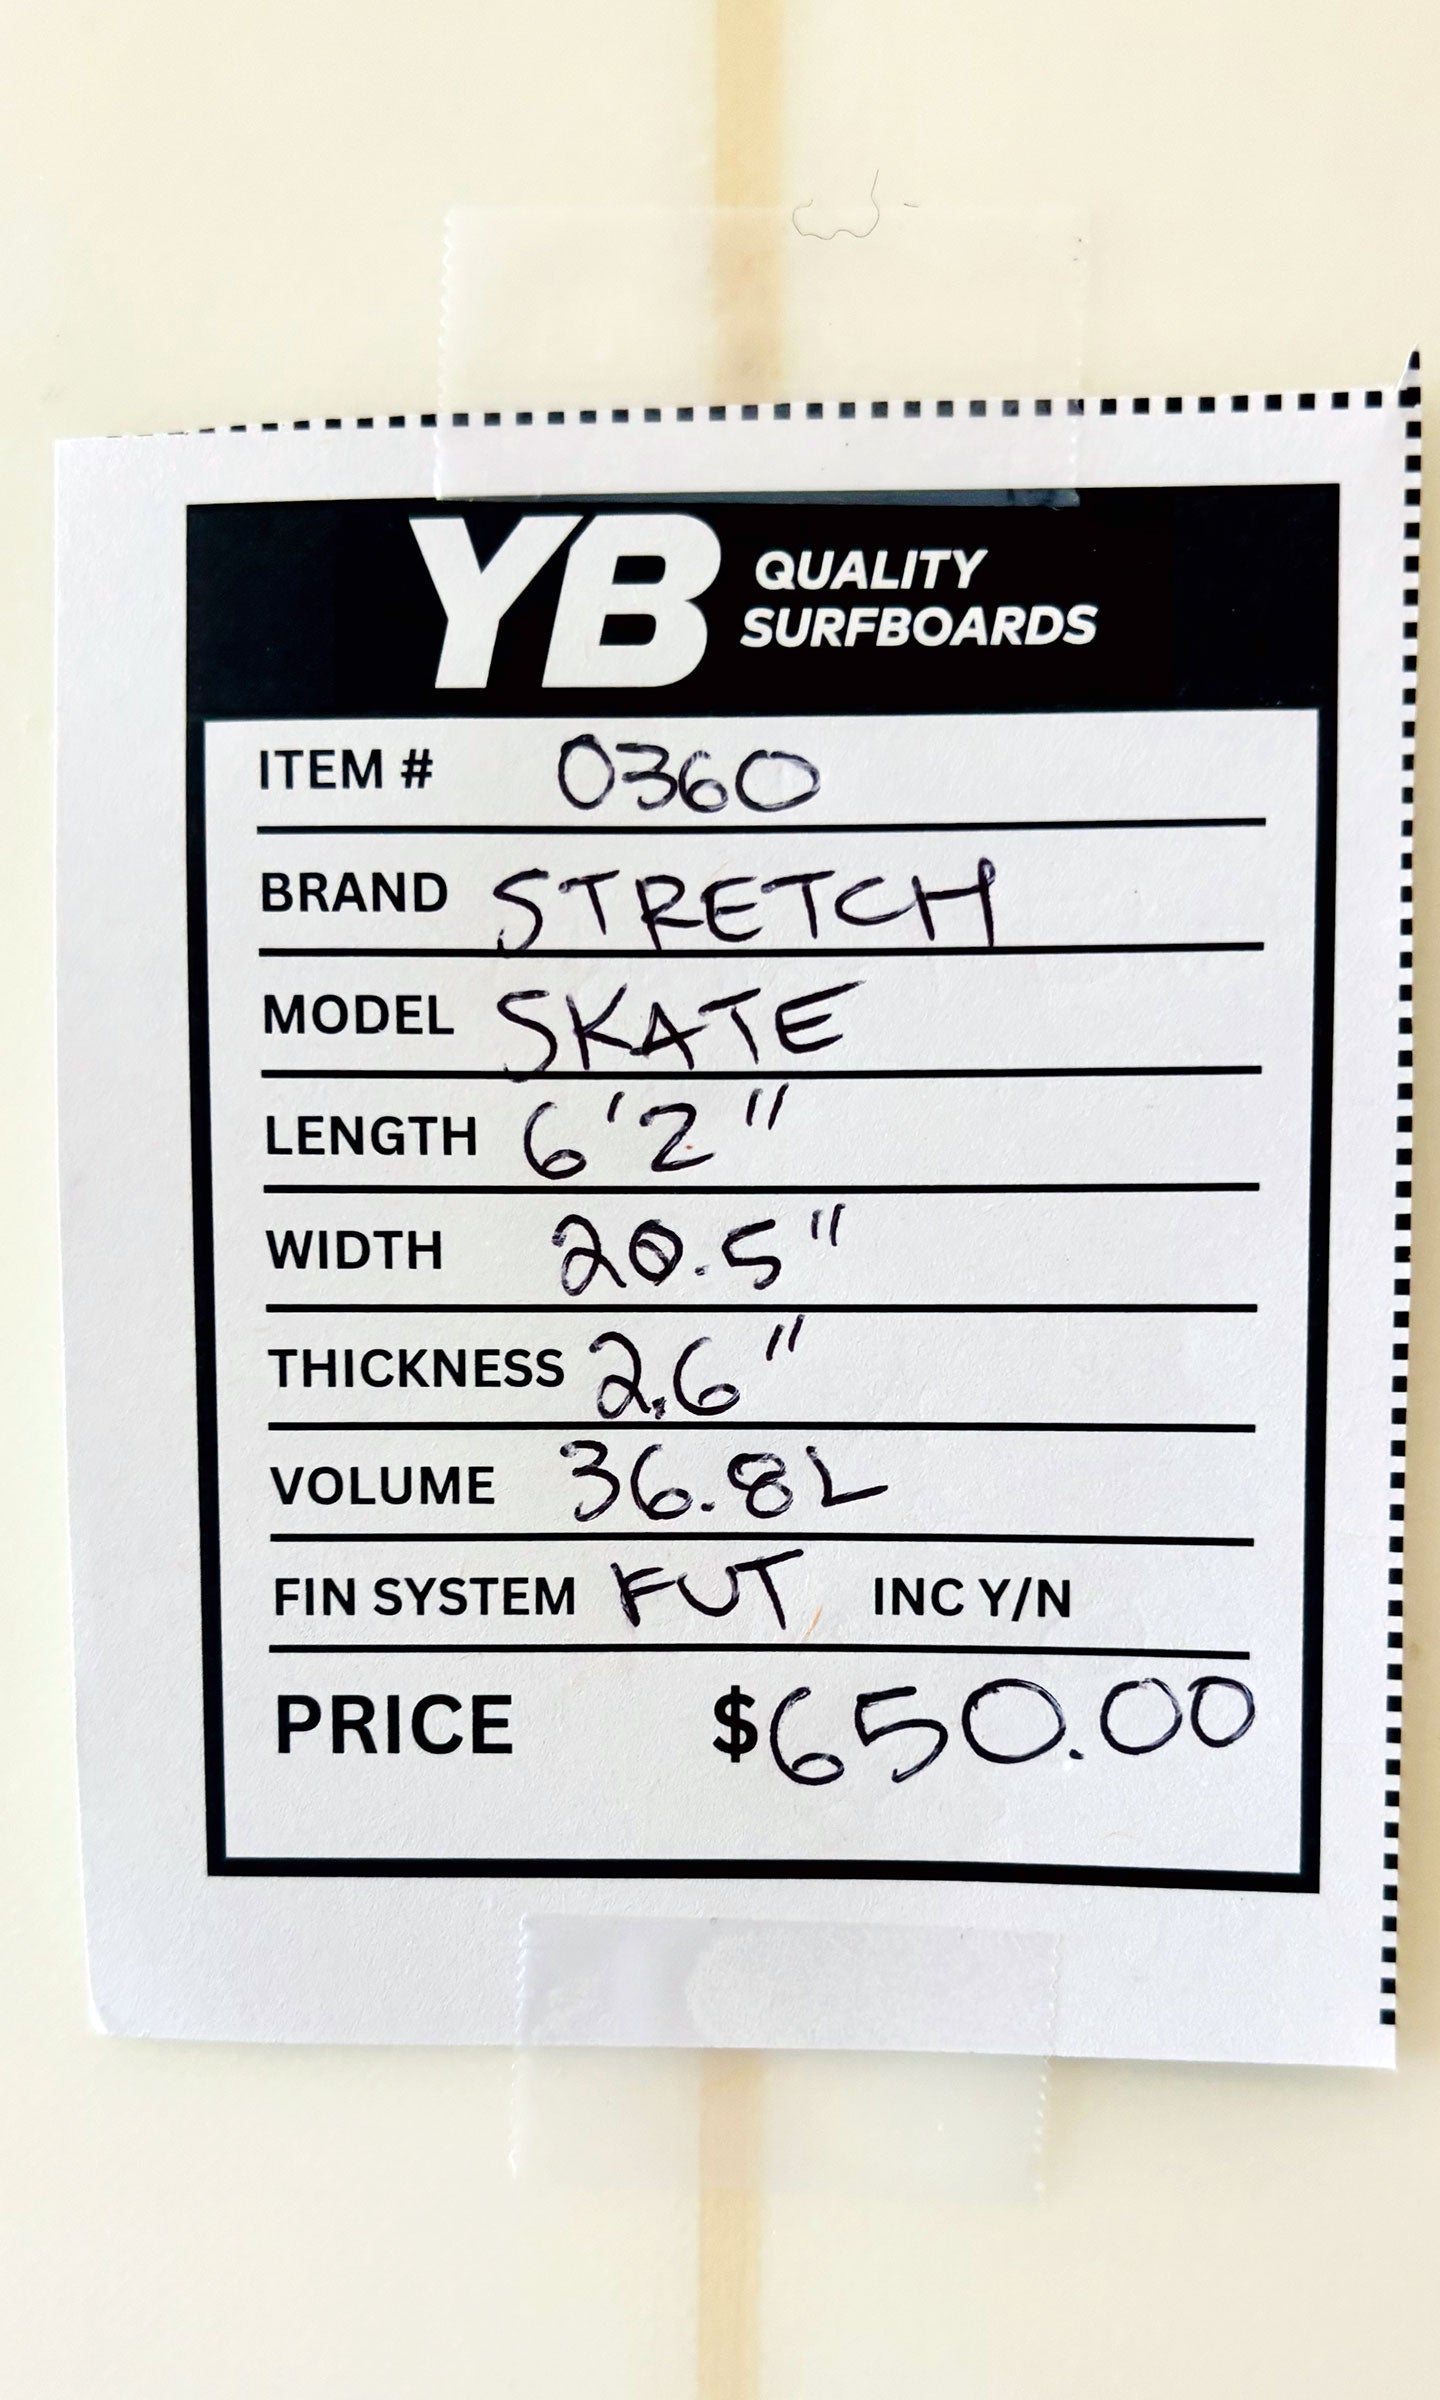 YB QUALITY
SURFBOARDS
ITEM # 0360
BRAND STRETCH
MODEL SKATE
LENGTH 6'2"
WIDTH 20.5"
THICKNESS 2.6"
VOLUME 36.8L
FIN SYSTEM FUT INC Y/N
PRICE $650.00